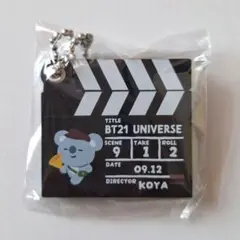 TITLE
BT21 UNIVERSE
SCENE TAKE ROLL
9 1 2
DATE
09.12
DIRECTOR
KOYA